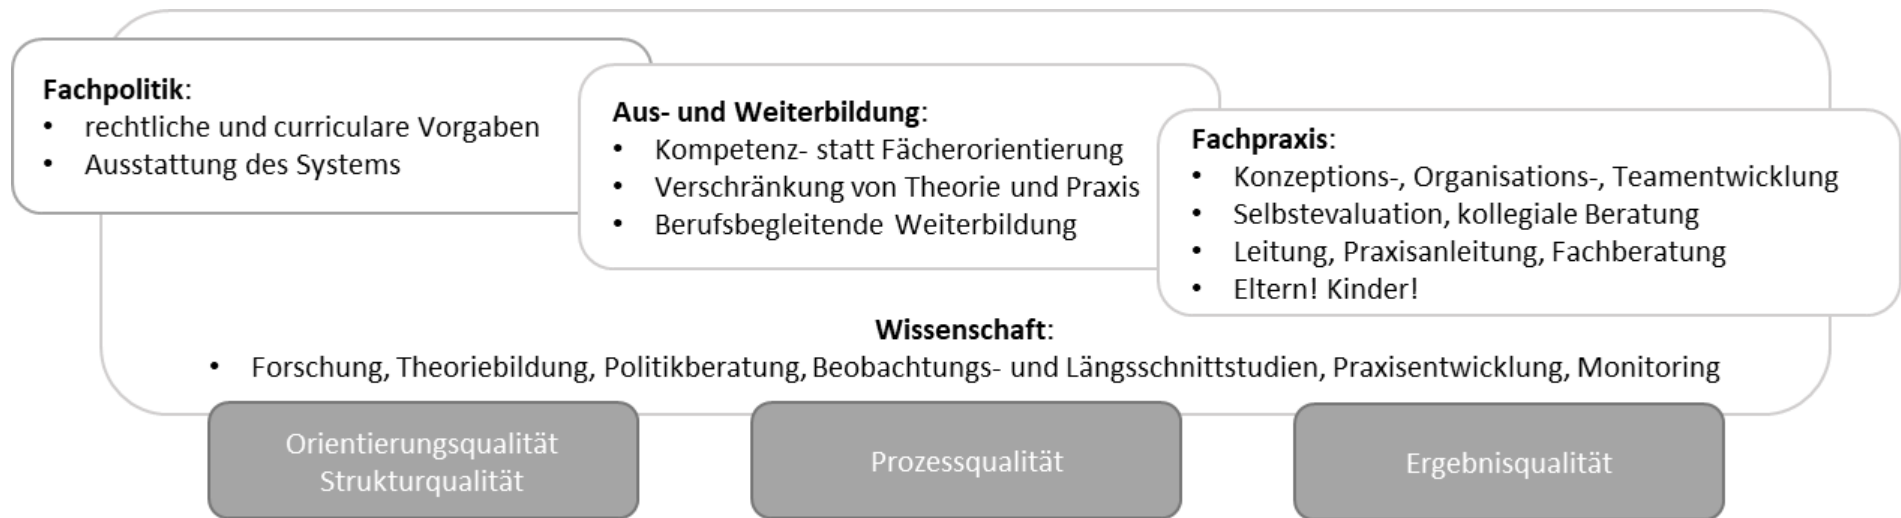 Fachpolitik:
• rechtliche und curriculare Vorgaben
• Ausstattung des Systems
Aus- und Weiterbildung:
• Kompetenz- statt Fächerorientierung
• Verschränkung von Theorie und Praxis
• Berufsbegleitende Weiterbildung
Fachpraxis:
• Konzeptions-, Organisations-, Teamentwicklung
• Selbstevaluation, kollegiale Beratung
• Leitung, Praxisanleitung, Fachberatung
• Eltern! Kinder!
Wissenschaft:
• Forschung, Theoriebildung, Politikberatung, Beobachtungs- und Längsschnittstudien, Praxisentwicklung, Monitoring
Orientierungsqualität
Strukturqualität
Prozessqualität
Ergebnisqualität